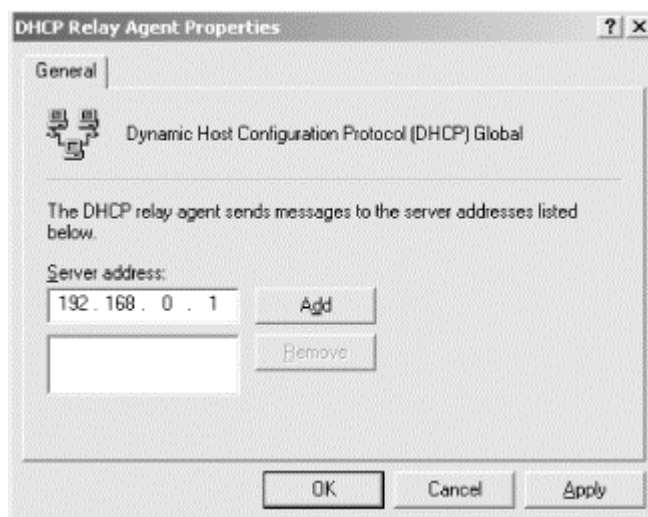 DHCP Relay Agent Properties
General
Dynamic Host Configuration Protocol (DHCP) Global
The DHCP relay agent sends messages to the server addresses listed
below.
Server address:
192 . 168 . 0 . 1
Add
Remove
OK
Cancel
Apply